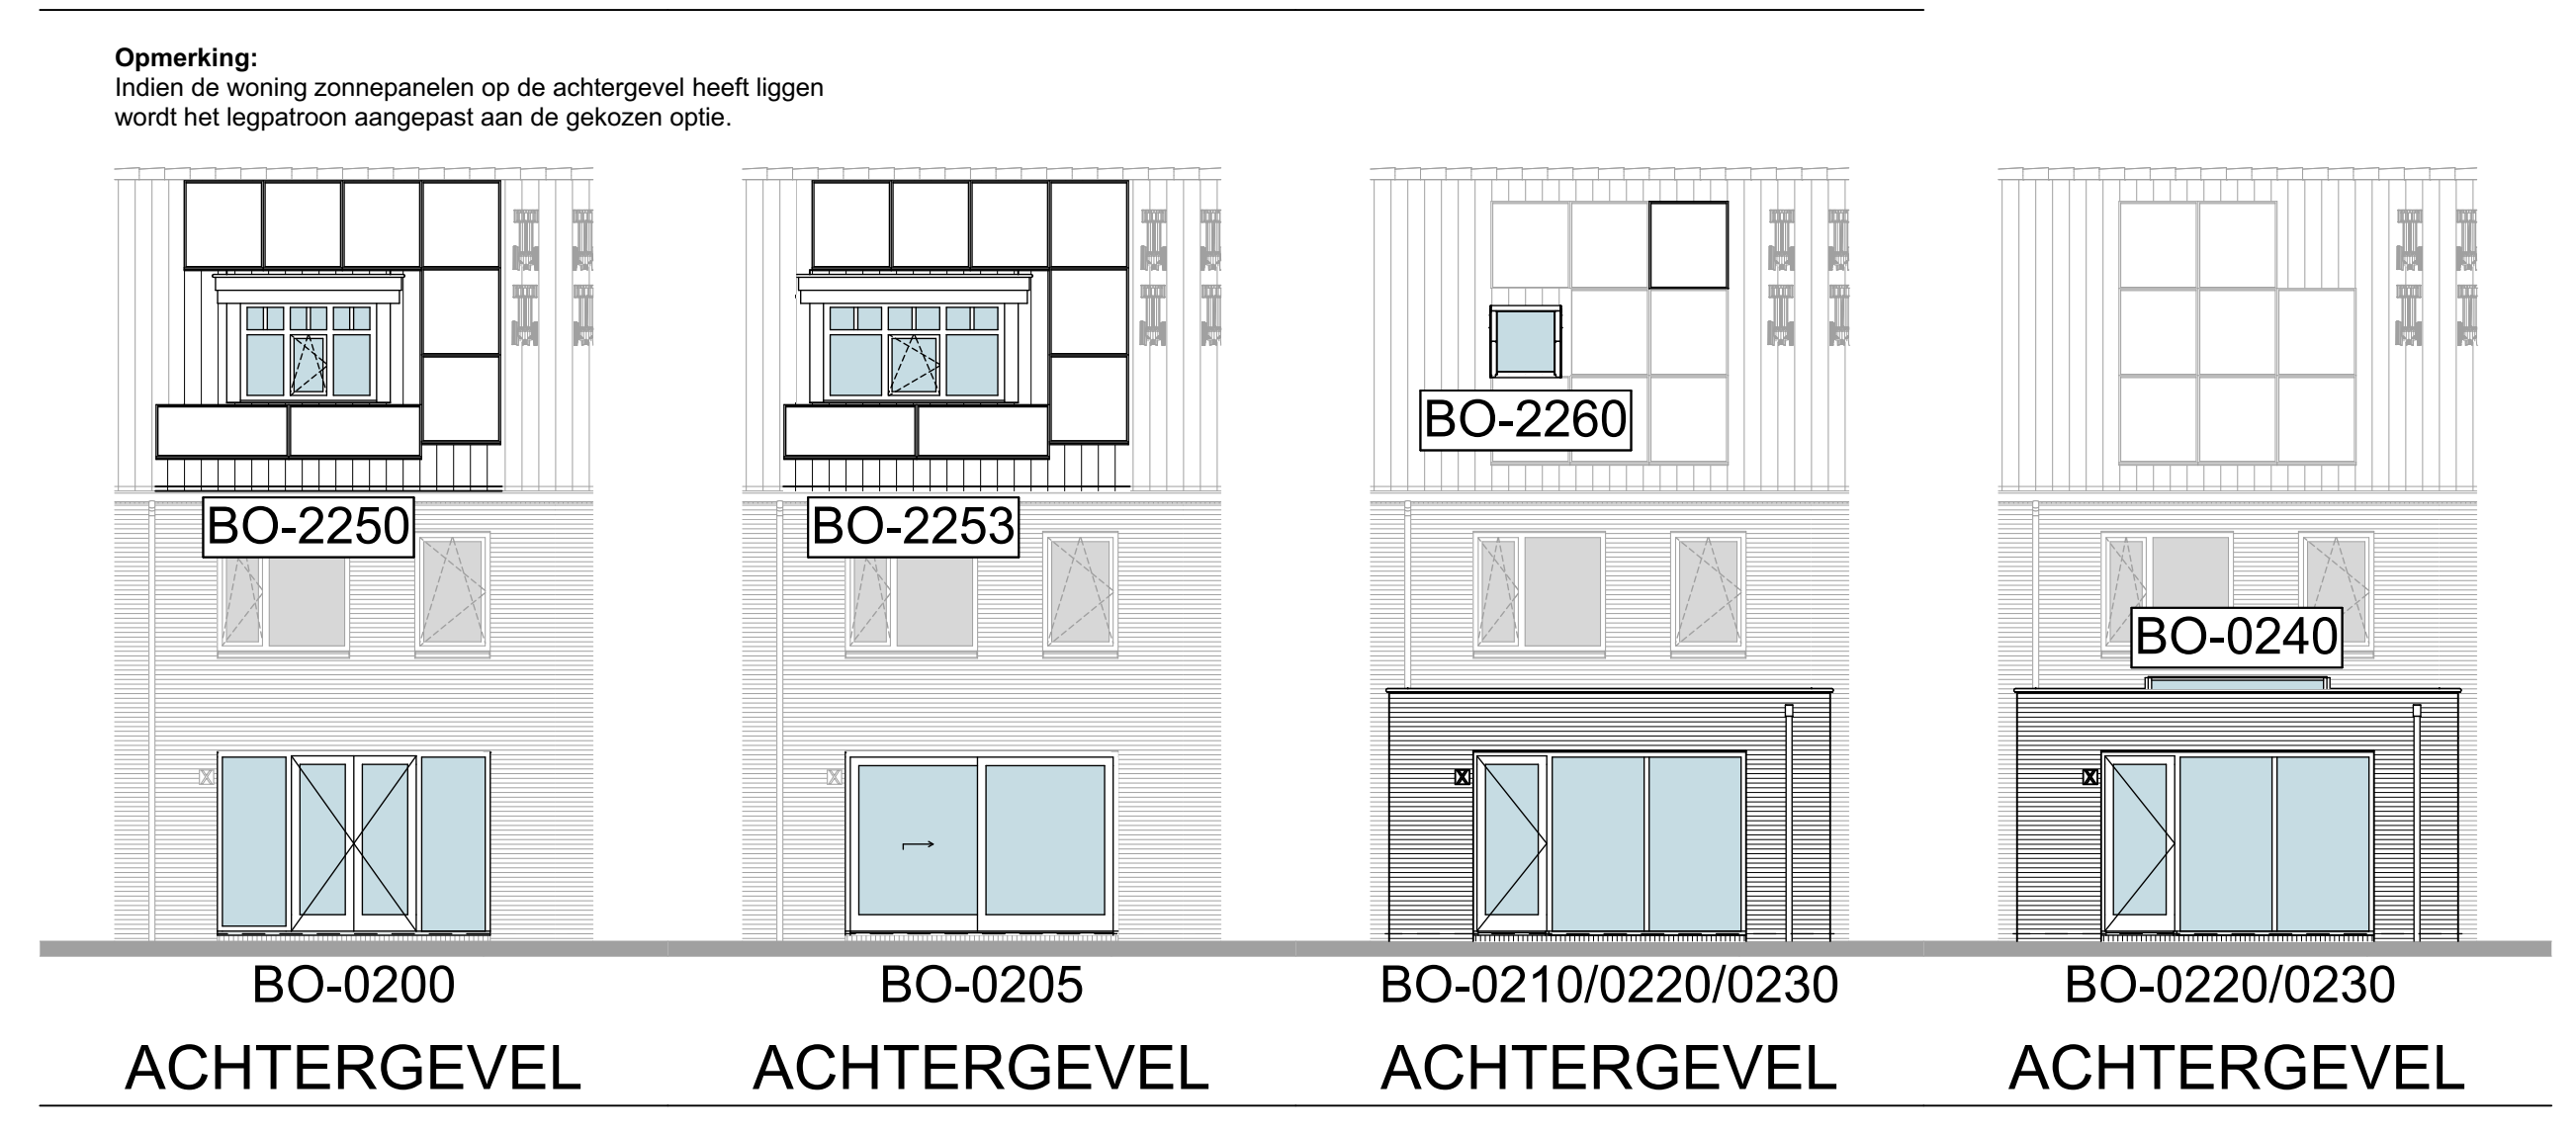 Opmerking:
Indien de woning zonnepanelen op de achtergevel heeft liggen
wordt het legpatroon aangepast aan de gekozen optie.
BO-2250
BO-2253
BO-2260
BO-0240
BO-0200
BO-0205
BO-0210/0220/0230
BO-0220/0230
ACHTERGEVEL
ACHTERGEVEL
ACHTERGEVEL
ACHTERGEVEL